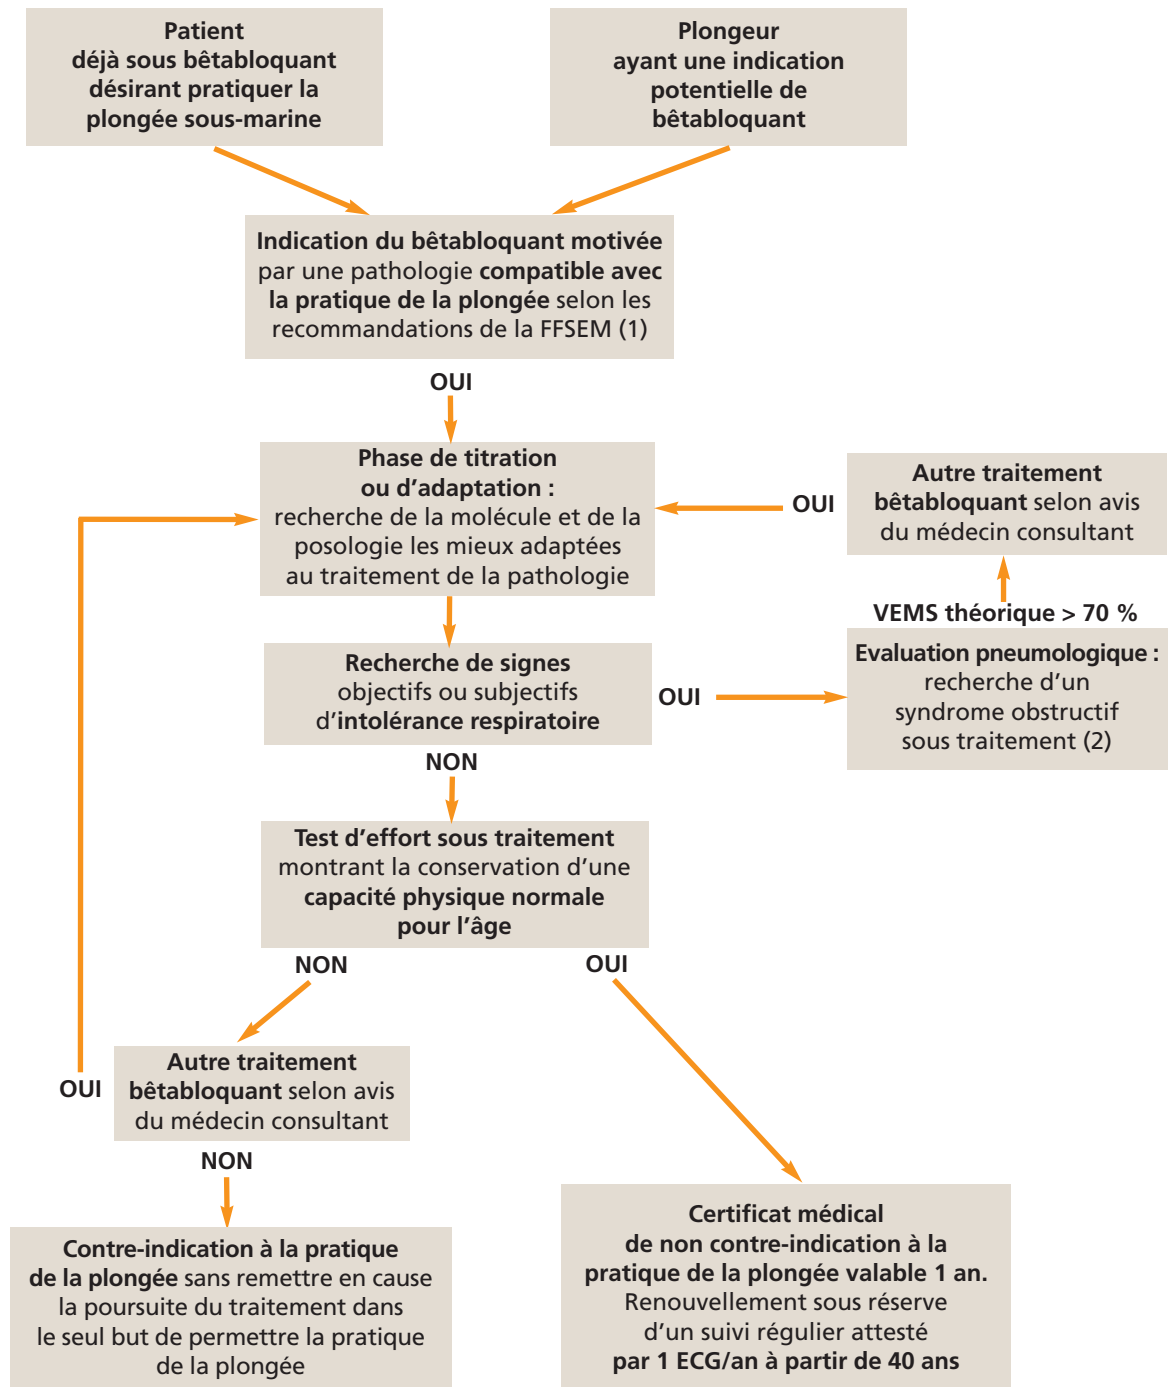 Patient
déjà sous bêtabloquant
désirant pratiquer la
plongée sous-marine
Plongeur
ayant une indication
potentielle de
bêtabloquant
Indication du bêtabloquant motivée
par une pathologie compatible avec
la pratique de la plongée selon les
recommandations de la FFSEM (1)
OUI
Phase de titration
ou d’adaptation :
recherche de la molécule et de la
posologie les mieux adaptées
au traitement de la pathologie
OUI
Autre traitement
bêtabloquant selon avis
du médecin consultant
VEMS théorique > 70 %
Evaluation pneumologique :
recherche d’un
syndrome obstructif
sous traitement (2)
Recherche de signes
objectifs ou subjectifs
d’intolérance respiratoire
OUI
NON
Test d’effort sous traitement
montrant la conservation d’une
capacité physique normale
pour l’âge
NON
OUI
Autre traitement
bêtabloquant selon avis
du médecin consultant
OUI
NON
Contre-indication à la pratique
de la plongée sans remettre en cause
la poursuite du traitement dans
le seul but de permettre la pratique
de la plongée
Certificat médical
de non contre-indication à la
pratique de la plongée valable 1 an.
Renouvellement sous réserve
d’un suivi régulier attesté
par 1 ECG/an à partir de 40 ans